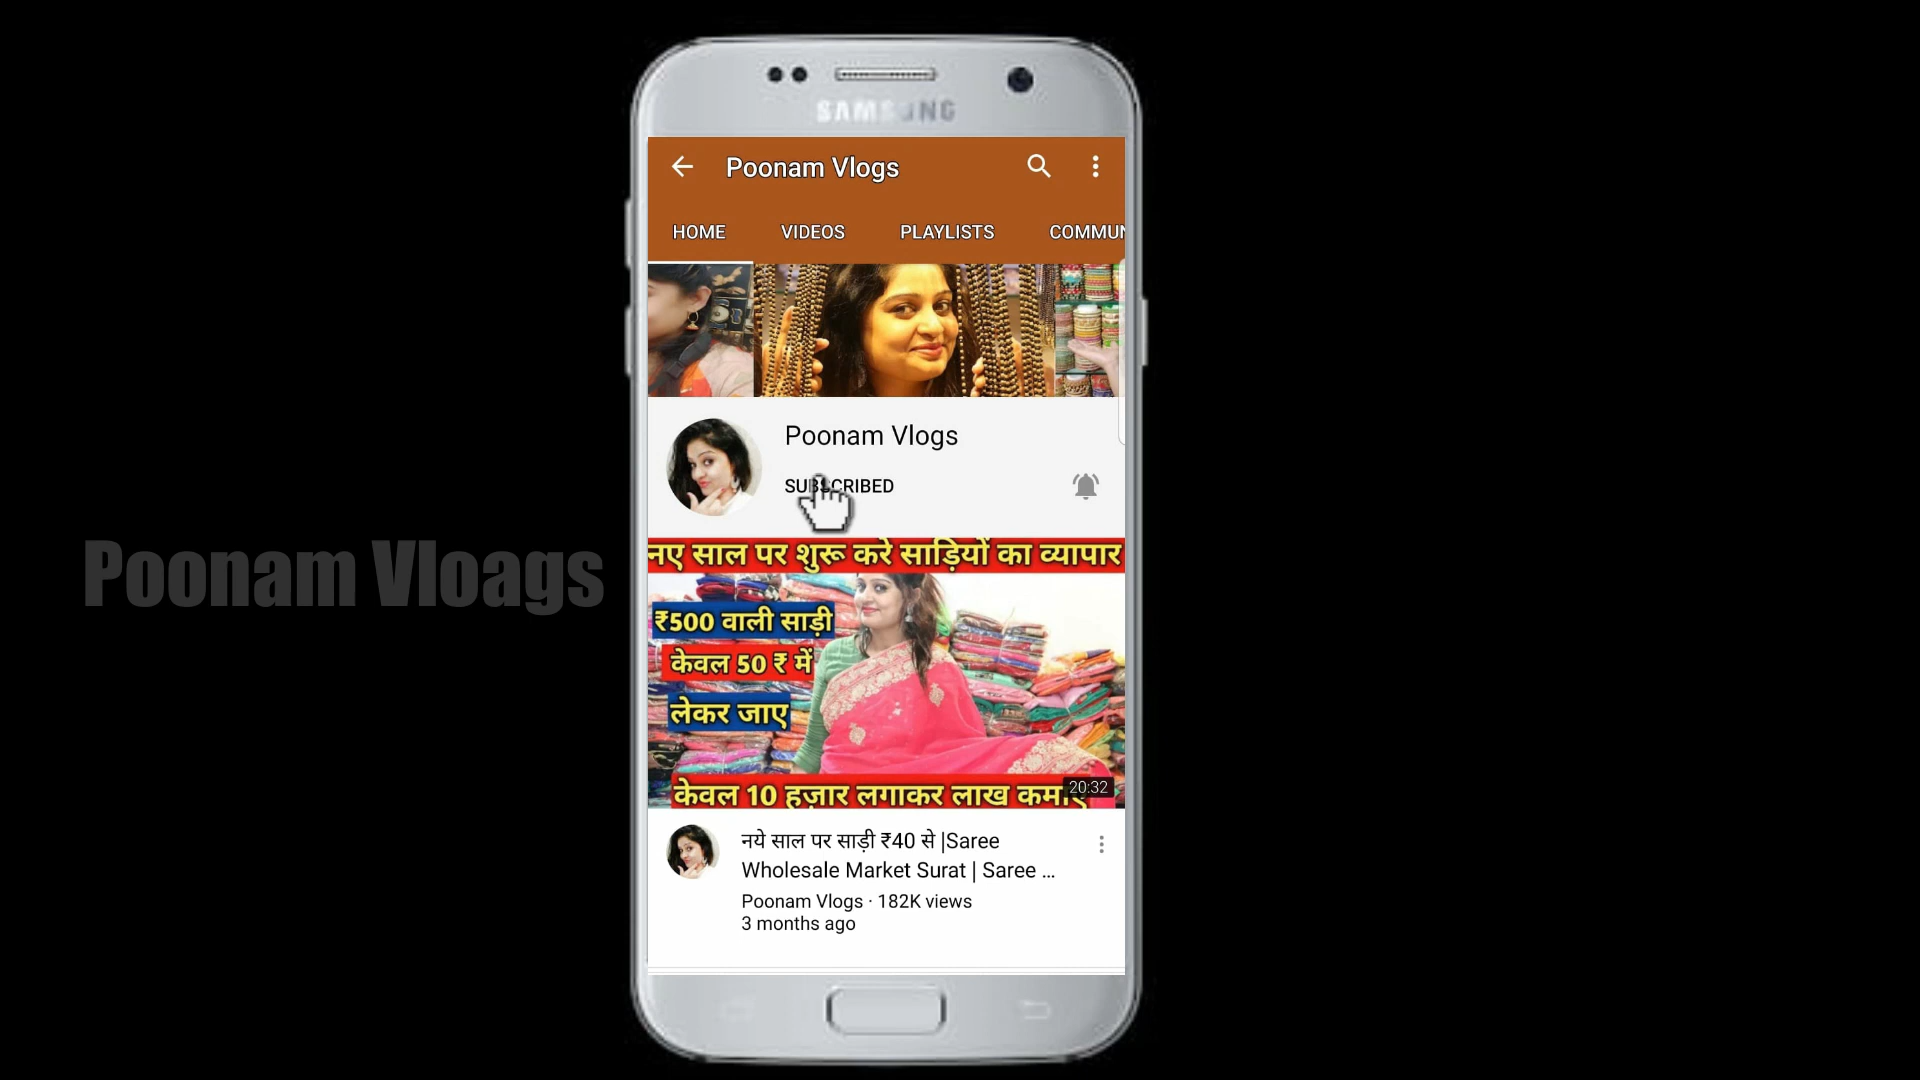 SAMSUNG
Poonam Vlogs
HOME VIDEOS PLAYLISTS COMMUN
Poonam Vlogs
SUBSCRIBED
Poonam Vloags
नए साल पर शुरू करे साड़ियों का व्यापार
₹500 वाली साड़ी
केवल 50 ₹ में
लेकर जाए
केवल 10 हज़ार लगाकर लाख कमाए
20:32
नये साल पर साड़ी ₹40 से |Saree
Wholesale Market Surat | Saree ...
Poonam Vlogs · 182K views
3 months ago